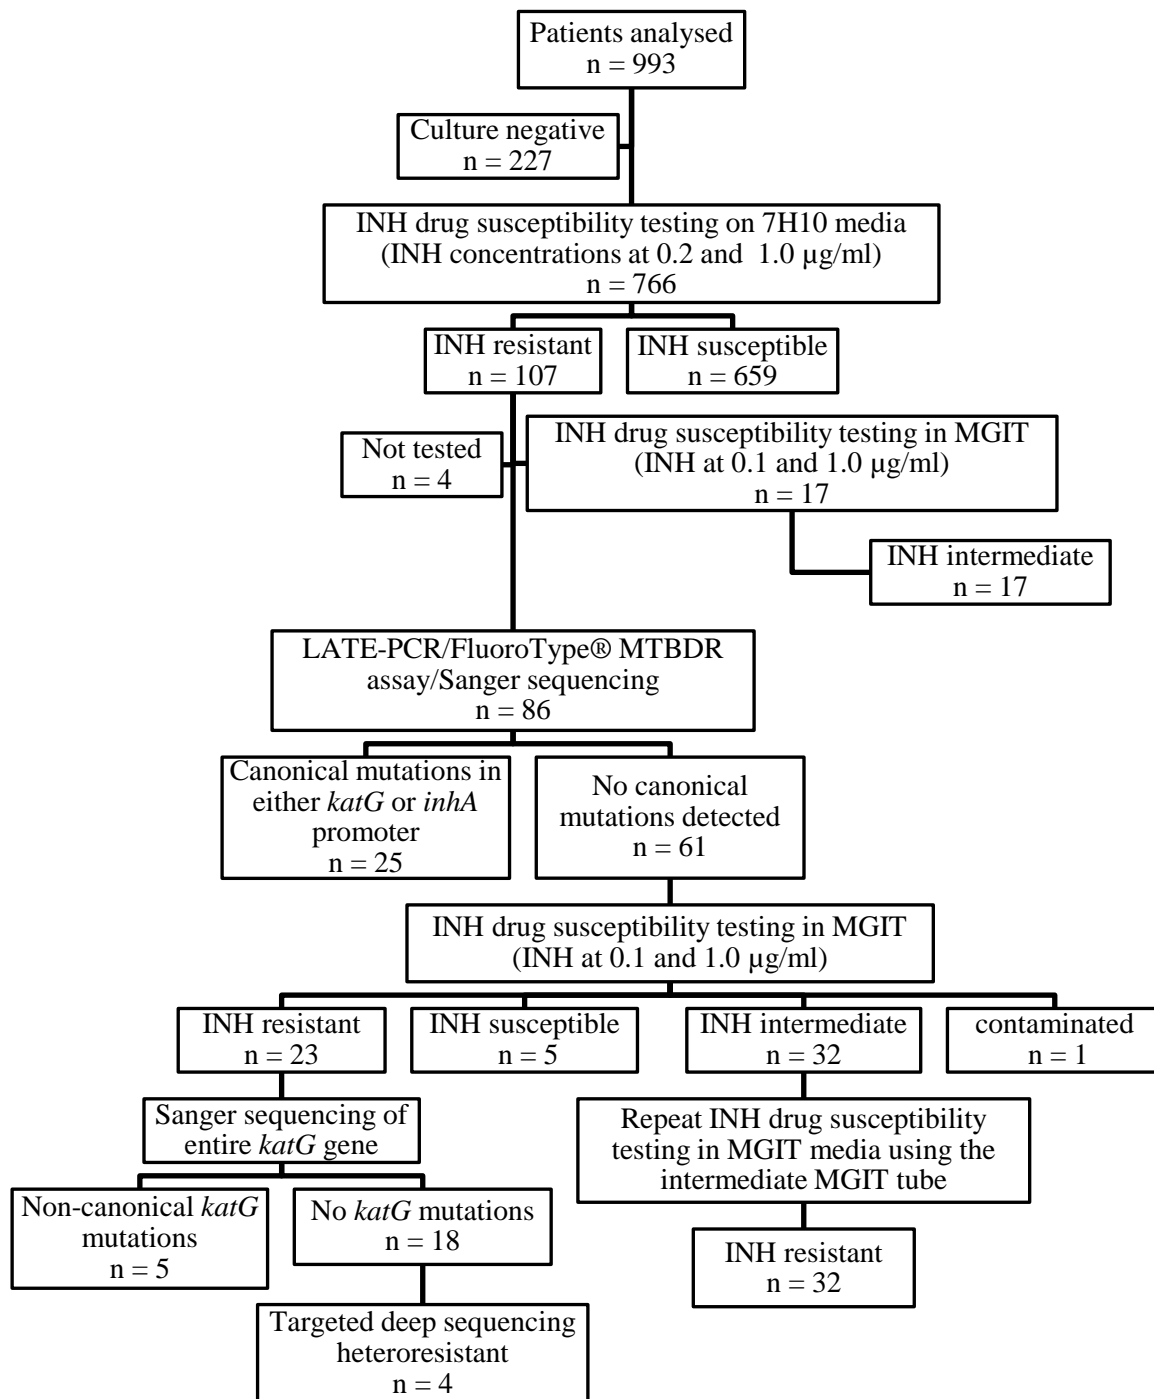 Patients analysed
n = 993
Culture negative
n = 227
INH drug susceptibility testing on 7H10 media
(INH concentrations at 0.2 and 1.0 µg/ml)
n = 766
INH resistant
n = 107
INH susceptible
n = 659
Not tested
n = 4
INH drug susceptibility testing in MGIT
(INH at 0.1 and 1.0 µg/ml)
n = 17
INH intermediate
n = 17
LATE-PCR/FluoroType® MTBDR
assay/Sanger sequencing
n = 86
Canonical mutations in
either katG or inhA
promoter
n = 25
No canonical
mutations detected
n = 61
INH drug susceptibility testing in MGIT
(INH at 0.1 and 1.0 µg/ml)
INH resistant
n = 23
INH susceptible
n = 5
INH intermediate
n = 32
contaminated
n = 1
Sanger sequencing of
entire katG gene
Repeat INH drug susceptibility
testing in MGIT media using the
intermediate MGIT tube
Non-canonical katG
mutations
n = 5
No katG mutations
n = 18
INH resistant
n = 32
Targeted deep sequencing
heteroresistant
n = 4